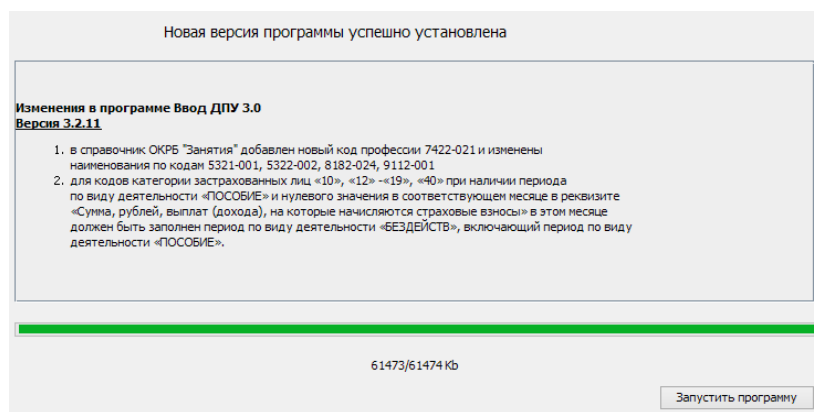 Новая версия программы успешно установлена
Изменения в программе Ввод ДПУ 3.0
Версия 3.2.11
1. в справочник ОКРБ "Занятия" добавлен новый код профессии 7422-021 и изменены
наименования по кодам 5321-001, 5322-002, 8182-024, 9112-001
2. для кодов категории застрахованных лиц «10», «12» -«19», «40» при наличии периода
по виду деятельности «ПОСОБИЕ» и нулевого значения в соответствующем месяце в реквизите
«Сумма, рублей, выплат (дохода), на которые начисляются страховые взносы» в этом месяце
должен быть заполнен период по виду деятельности «БЕЗДЕЙСТВ», включающий период по виду
деятельности «ПОСОБИЕ».
61473/61474 Kb
Запустить программу